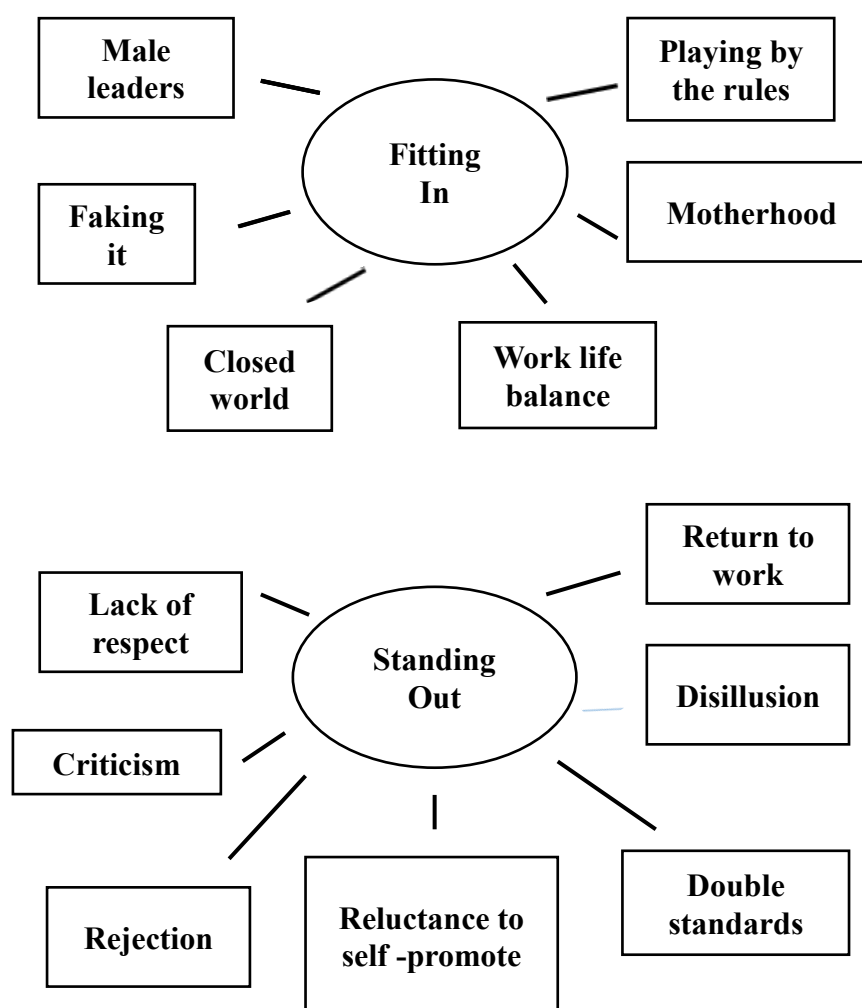 Male
leaders
Playing by
the rules
Fitting
In
Faking
it
Motherhood
Closed
world
Work life
balance
Return to
work
Lack of
respect
Standing
Out
Disillusion
Criticism
Rejection
Reluctance to
self -promote
Double
standards